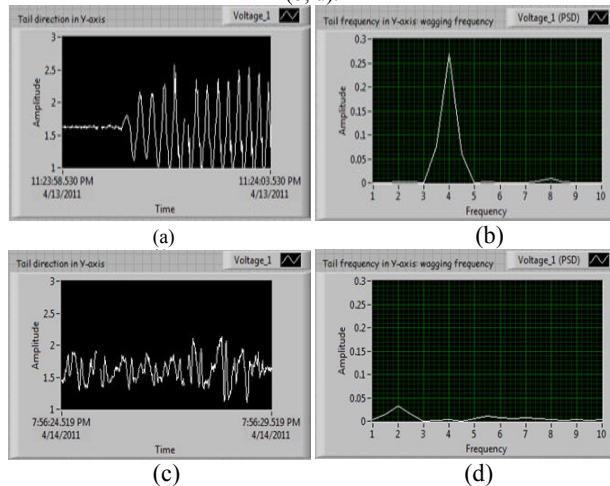 (c, d).
Tail direction in Y-axis
Voltage_1
Amplitude
3
2.5
2
1.5
1
11:23:58.530 PM
4/13/2011
11:24:03.530 PM
4/13/2011
Time
(a)
Tail frequency in Y-axis: wagging frequency
Voltage_1 (PSD)
Amplitude
0.3
0.25
0.2
0.15
0.1
0.05
0
1 2 3 4 5 6 7 8 9 10
Frequency
(b)
Tail direction in Y-axis
Voltage_1
Amplitude
3
2.5
2
1.5
1
7:56:24.519 PM
4/14/2011
7:56:29.519 PM
4/14/2011
Time
(c)
Tail frequency in Y-axis: wagging frequency
Voltage_1 (PSD)
Amplitude
0.3
0.25
0.2
0.15
0.1
0.05
0
1 2 3 4 5 6 7 8 9 10
Frequency
(d)